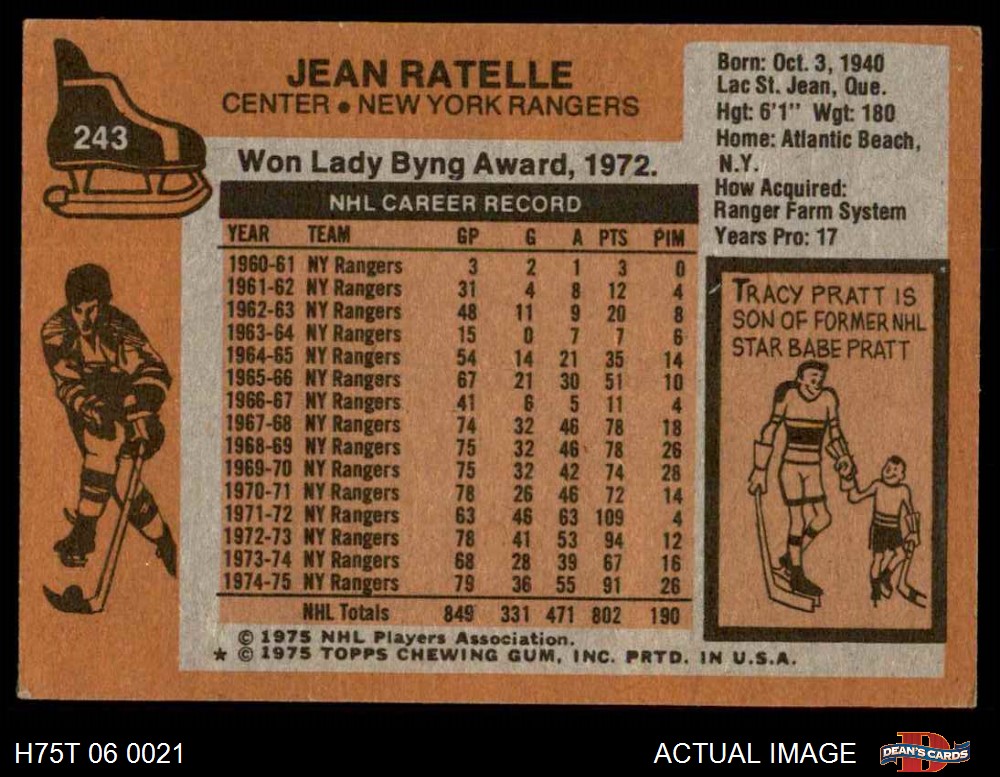 243
JEAN RATELLE
CENTER • NEW YORK RANGERS
Won Lady Byng Award, 1972.
NHL CAREER RECORD
YEAR TEAM GP G A PTS PIM
1960-61 NY Rangers 3 2 1 3 0
1961-62 NY Rangers 31 4 8 12 4
1962-63 NY Rangers 48 11 9 20 8
1963-64 NY Rangers 15 0 7 7 6
1964-65 NY Rangers 54 14 21 35 14
1965-66 NY Rangers 67 21 30 51 10
1966-67 NY Rangers 41 6 5 11 4
1967-68 NY Rangers 74 32 46 78 18
1968-69 NY Rangers 75 32 46 78 26
1969-70 NY Rangers 75 32 42 74 28
1970-71 NY Rangers 78 26 46 72 14
1971-72 NY Rangers 63 46 63 109 4
1972-73 NY Rangers 78 41 53 94 12
1973-74 NY Rangers 68 28 39 67 16
1974-75 NY Rangers 79 36 55 91 26
NHL Totals 849 331 471 802 190
© 1975 NHL Players Association.
* © 1975 TOPPS CHEWING GUM, INC. PRTD. IN U.S.A.
Born: Oct. 3, 1940
Lac St. Jean, Que.
Hgt: 6'1" Wgt: 180
Home: Atlantic Beach,
N.Y.
How Acquired:
Ranger Farm System
Years Pro: 17
TRACY PRATT IS
SON OF FORMER NHL
STAR BABE PRATT
H75T 06 0021
ACTUAL IMAGE
DEAN'S CARDS